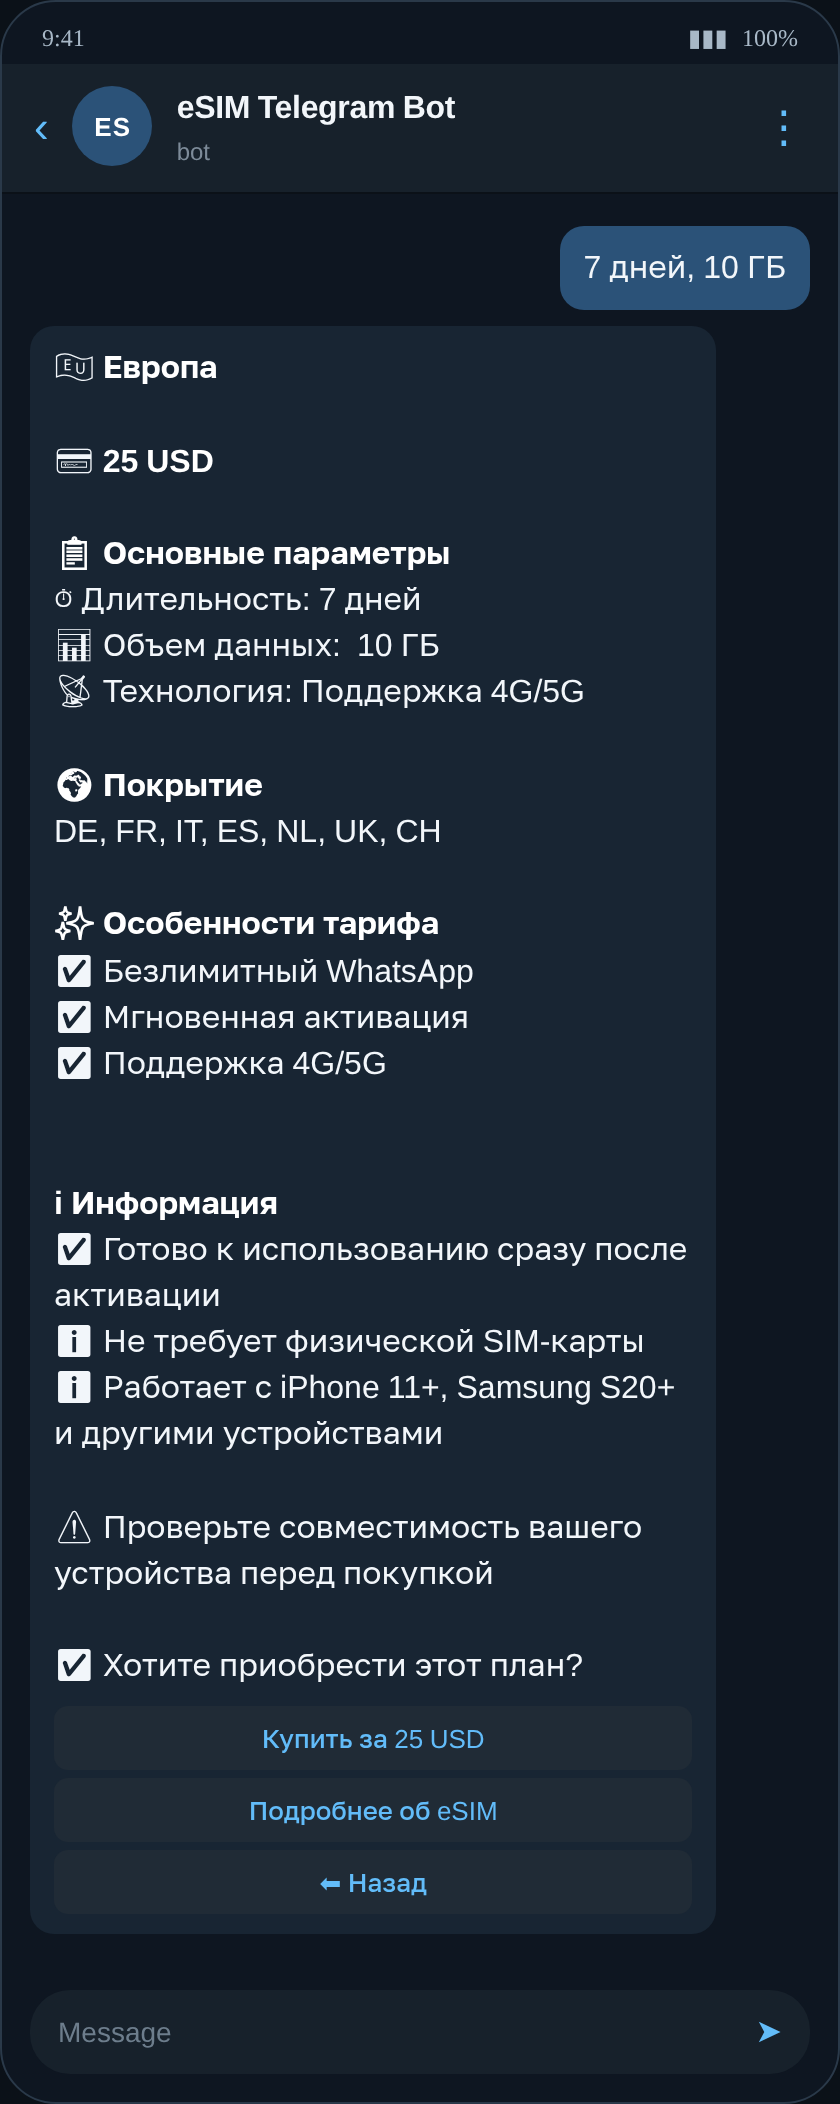 9:41
100%
‹
ES
eSIM Telegram Bot
bot
⋮
7 дней, 10 ГБ
🇪🇺 Европа
💳 25 USD
📋 Основные параметры
⏱ Длительность: 7 дней
📊 Объем данных:  10 ГБ
📡 Технология: Поддержка 4G/5G
🌍 Покрытие
DE, FR, IT, ES, NL, UK, CH
✨ Особенности тарифа
✅ Безлимитный WhatsApp
✅ Мгновенная активация
✅ Поддержка 4G/5G
i Информация
✅ Готово к использованию сразу после
активации
ℹ️ Не требует физической SIM-карты
ℹ️ Работает с iPhone 11+, Samsung S20+
и другими устройствами
⚠️ Проверьте совместимость вашего
устройства перед покупкой
✅ Хотите приобрести этот план?
Купить за 25 USD
Подробнее об eSIM
⬅ Назад
Message
➤